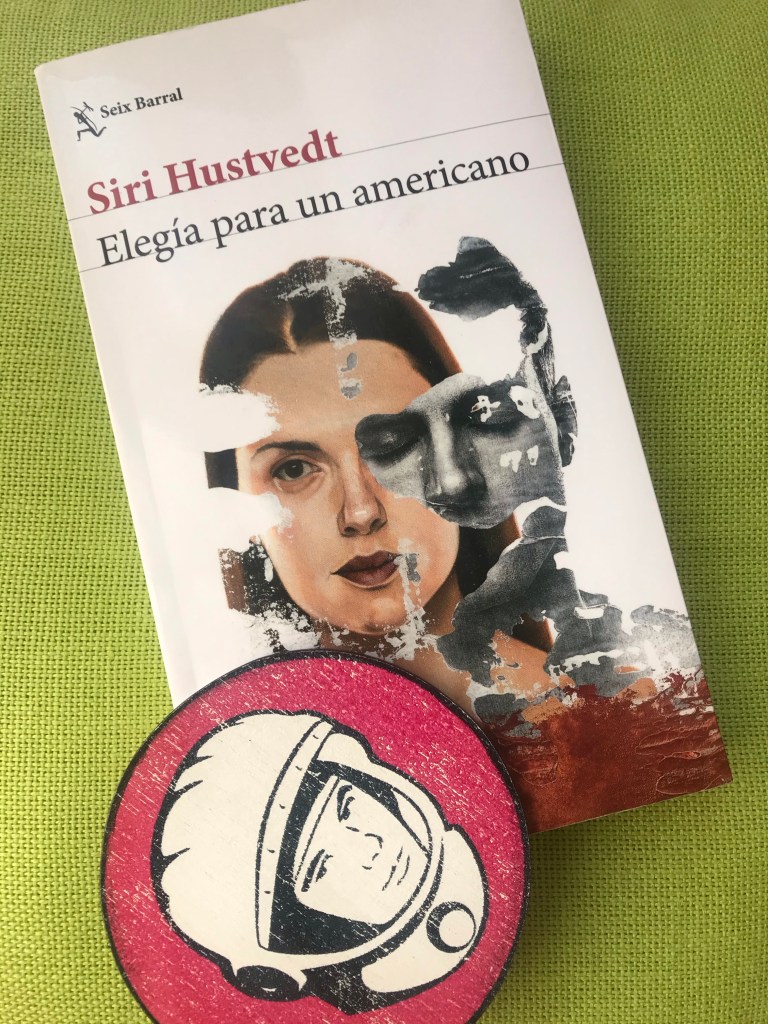 Seix Barral
Siri Hustvedt
Elegía para un americano